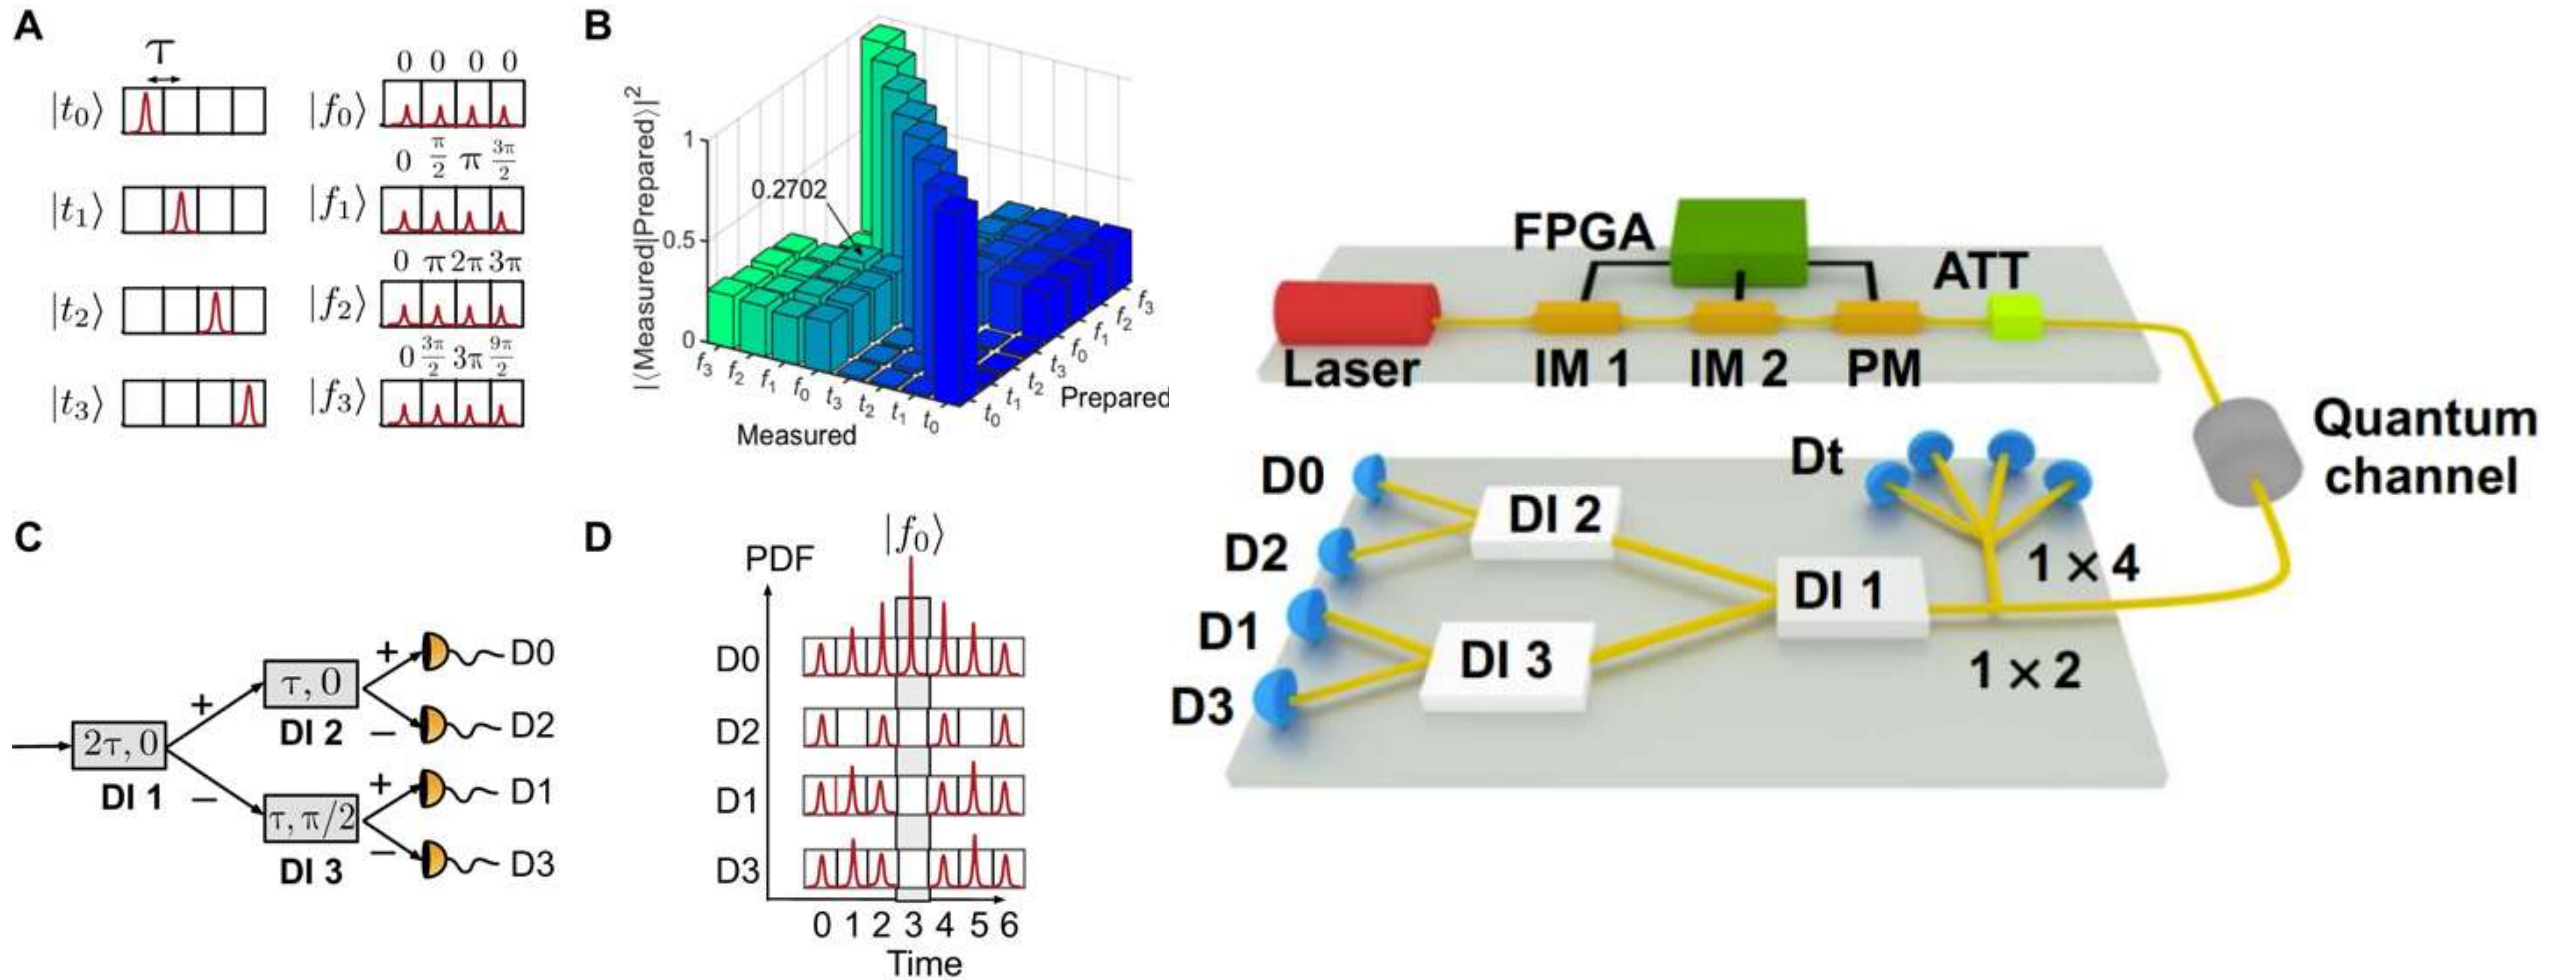 A
τ
|t₀⟩
|t₁⟩
|t₂⟩
|t₃⟩
0 0 0 0
|f₀⟩
0 π/2 π 3π/2
|f₁⟩
0 π 2π 3π
|f₂⟩
0 3π/2 3π 9π/2
|f₃⟩
B
|⟨Measured|Prepared⟩|²
1
0.5
0
0.2702
f₃ f₂ f₁ f₀ t₃ t₂ t₁ t₀
Measured
t₀ t₁ t₂ t₃ f₀ f₁ f₂ f₃
Prepared
C
2τ, 0
DI 1
+
−
τ, 0
DI 2
τ, π/2
DI 3
+
−
+
−
D0
D2
D1
D3
D
PDF
|f₀⟩
D0
D2
D1
D3
0 1 2 3 4 5 6
Time
FPGA
ATT
Laser
IM 1
IM 2
PM
Quantum
channel
D0
D2
D1
D3
DI 2
DI 3
DI 1
Dt
1 × 4
1 × 2